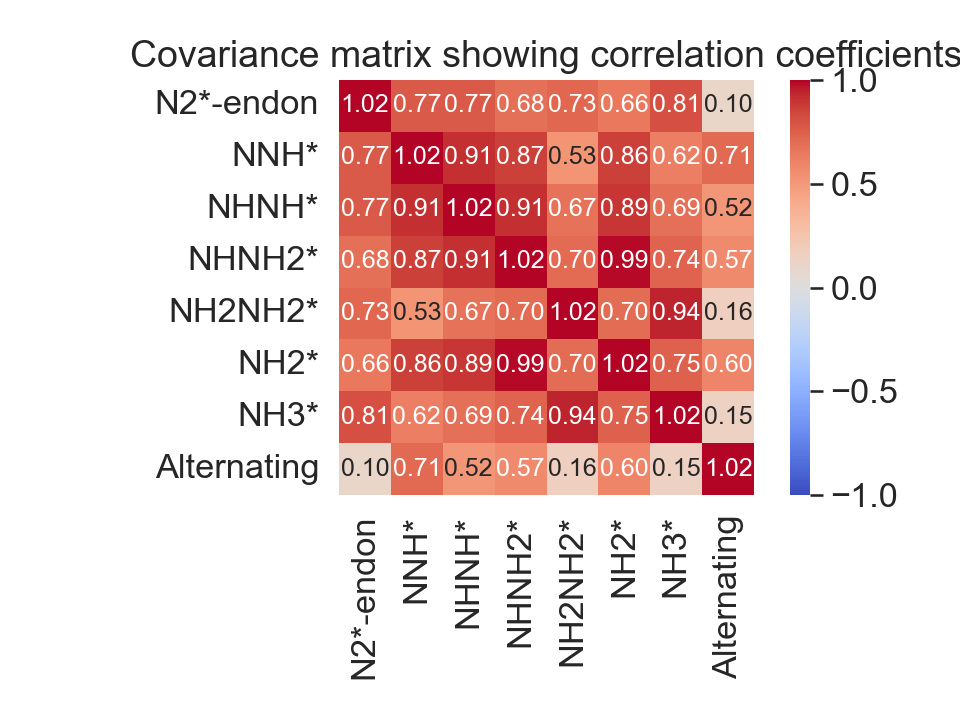 Covariance matrix showing correlation coefficients
N2*-endon 1.02 0.77 0.77 0.68 0.73 0.66 0.81 0.10
NNH* 0.77 1.02 0.91 0.87 0.53 0.86 0.62 0.71
NHNH* 0.77 0.91 1.02 0.91 0.67 0.89 0.69 0.52
NHNH2* 0.68 0.87 0.91 1.02 0.70 0.99 0.74 0.57
NH2NH2* 0.73 0.53 0.67 0.70 1.02 0.70 0.94 0.16
NH2* 0.66 0.86 0.89 0.99 0.70 1.02 0.75 0.60
NH3* 0.81 0.62 0.69 0.74 0.94 0.75 1.02 0.15
Alternating 0.10 0.71 0.52 0.57 0.16 0.60 0.15 1.02
N2*-endon
NNH*
NHNH*
NHNH2*
NH2NH2*
NH2*
NH3*
Alternating
1.0
0.5
0.0
−0.5
−1.0